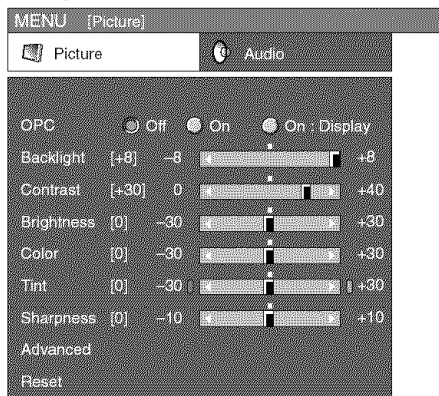 MENU [Picture]
Picture Audio
OPC Off On On : Display
Backlight [+8] −8 +8
Contrast [+30] 0 +40
Brightness [0] −30 +30
Color [0] −30 +30
Tint [0] −30 +30
Sharpness [0] −10 +10
Advanced
Reset